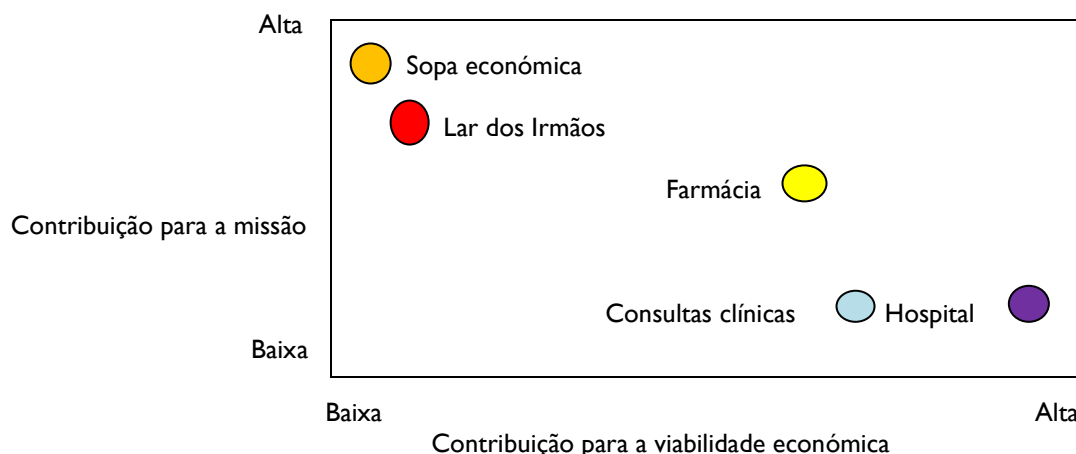 Alta
Sopa económica
Lar dos Irmãos
Farmácia
Contribuição para a missão
Consultas clínicas
Hospital
Baixa
Baixa
Alta
Contribuição para a viabilidade económica